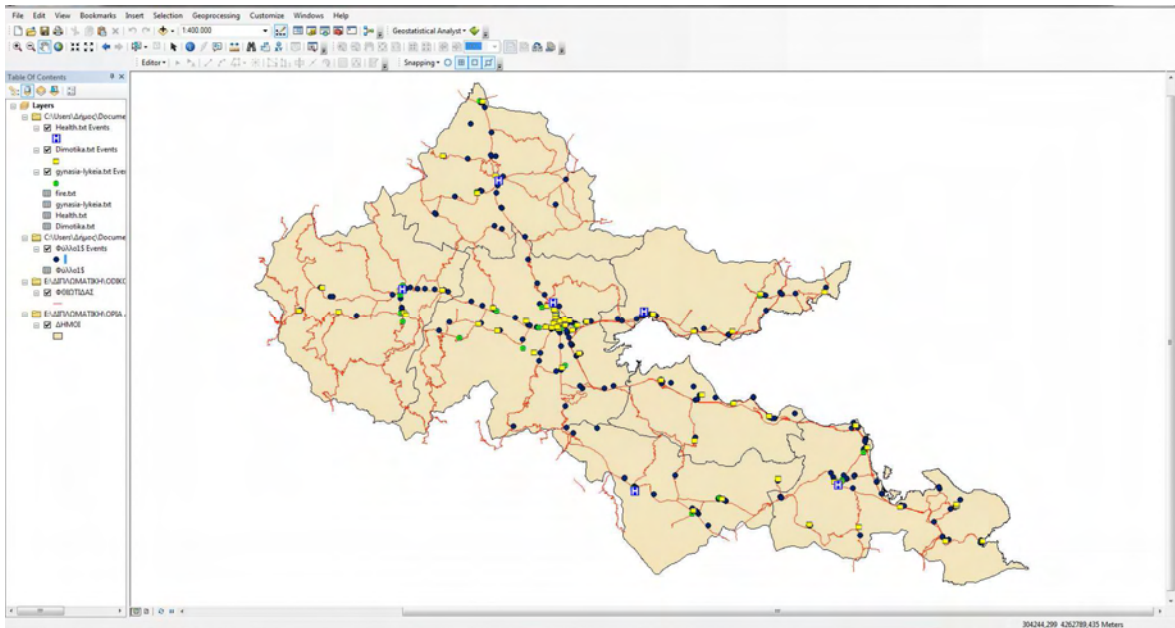 File Edit View Bookmarks Insert Selection Geoprocessing Customize Windows Help
1:400.000 Geostatistical Analyst
Editor Snapping
Table Of Contents
Layers
C:\Users\Δήμος\Docume
Health.txt Events
H
Dimotika.txt Events
gynasia-lykeia.txt Even
fire.txt
gynasia-lykeia.txt
Health.txt
Dimotika.txt
C:\Users\Δήμος\Docume
Φύλλο1$ Events
Φύλλο1$
E:\ΔΙΠΛΩΜΑΤΙΚΗ\ΟΔΙΚΟ
ΦΘΙΩΤΙΔΑΣ
E:\ΔΙΠΛΩΜΑΤΙΚΗ\ΟΡΙΑ Δ
ΔΗΜΟΙ
H
H
H
H
H
H
304244,299 4262789,435 Meters